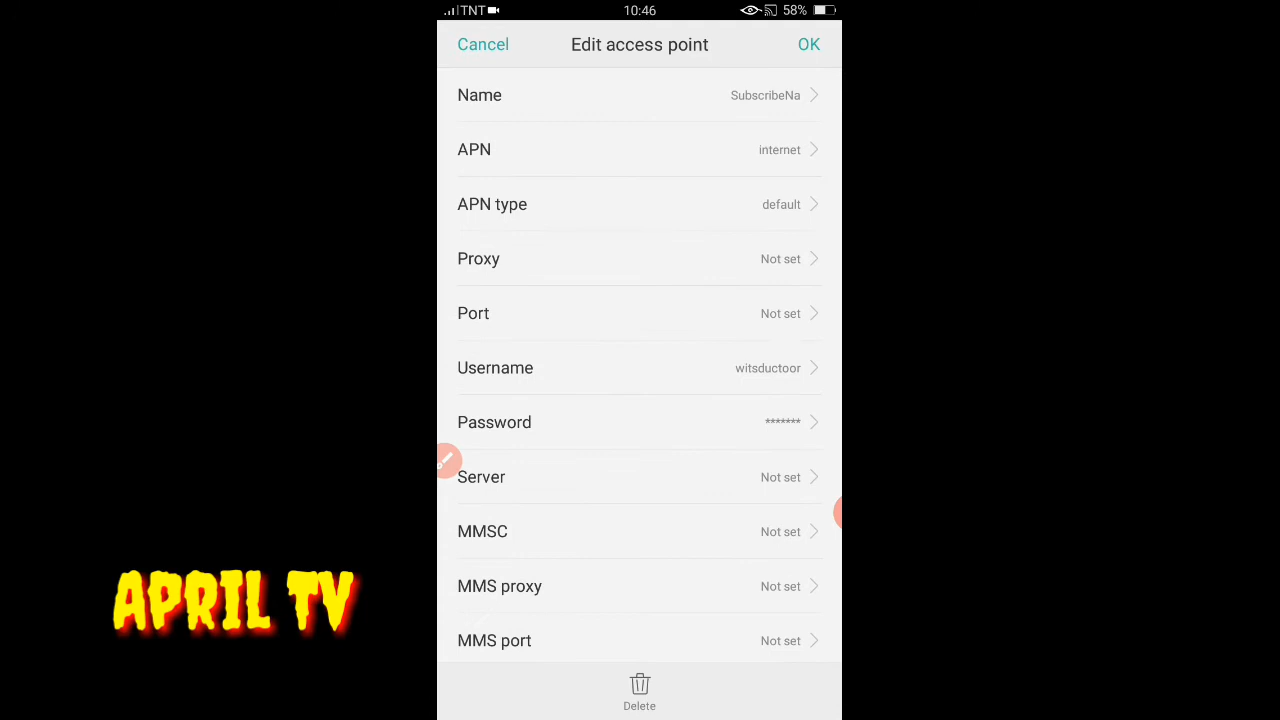 TNT 10:46 58%
Cancel Edit access point OK
Name SubscribeNa
APN internet
APN type default
Proxy Not set
Port Not set
Username witsductoor
Password *******
Server Not set
MMSC Not set
MMS proxy Not set
MMS port Not set
Delete
APRIL TV